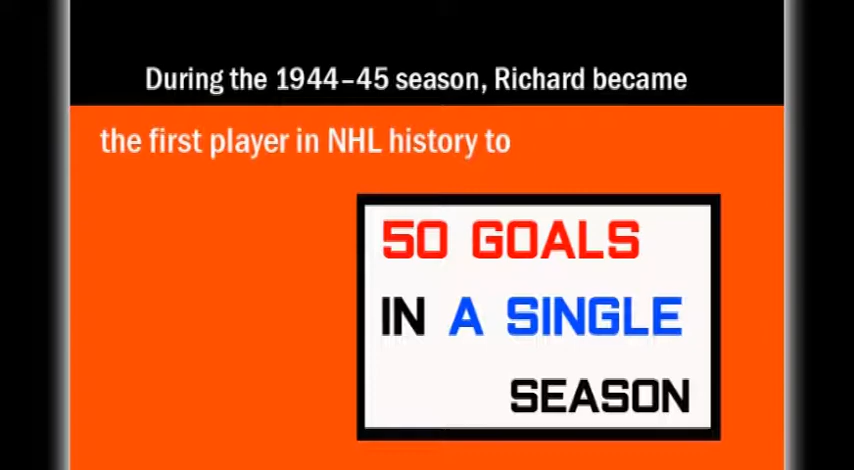 During the 1944–45 season, Richard became
the first player in NHL history to
50 GOALS
IN A SINGLE
SEASON